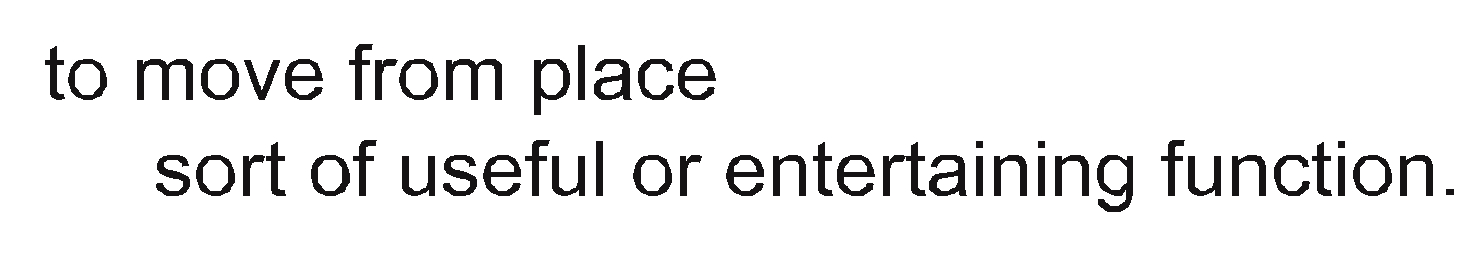 to move from place
sort of useful or entertaining function.